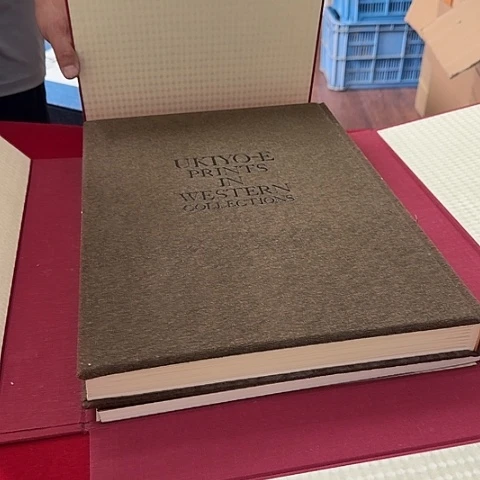 UKIYO-E
PRINTS
IN
WESTERN
COLLECTIONS